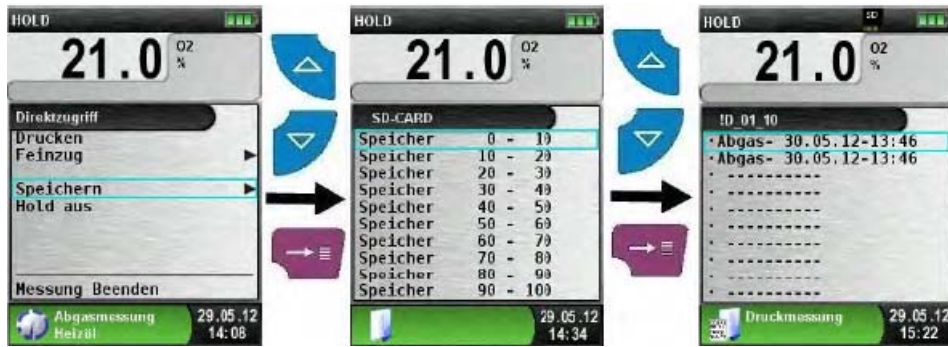 HOLD
21.0 O2 %
Direktzugriff
Drucken
Feinzug
Speichern
Hold aus
Messung Beenden
Abgasmessung 29.05.12
Heizöl 14:08
HOLD
21.0 O2 %
SD-CARD
Speicher 0 - 10
Speicher 10 - 20
Speicher 20 - 30
Speicher 30 - 40
Speicher 40 - 50
Speicher 50 - 60
Speicher 60 - 70
Speicher 70 - 80
Speicher 80 - 90
Speicher 90 - 100
29.05.12
14:34
HOLD SD
21.0 O2 %
!D_01_10
·Abgas- 30.05.12-13:46
·Abgas- 30.05.12-13:46
· ---------
· ---------
· ---------
· ---------
· ---------
· ---------
· ---------
· ---------
Druckmessung 29.05.12
15:22